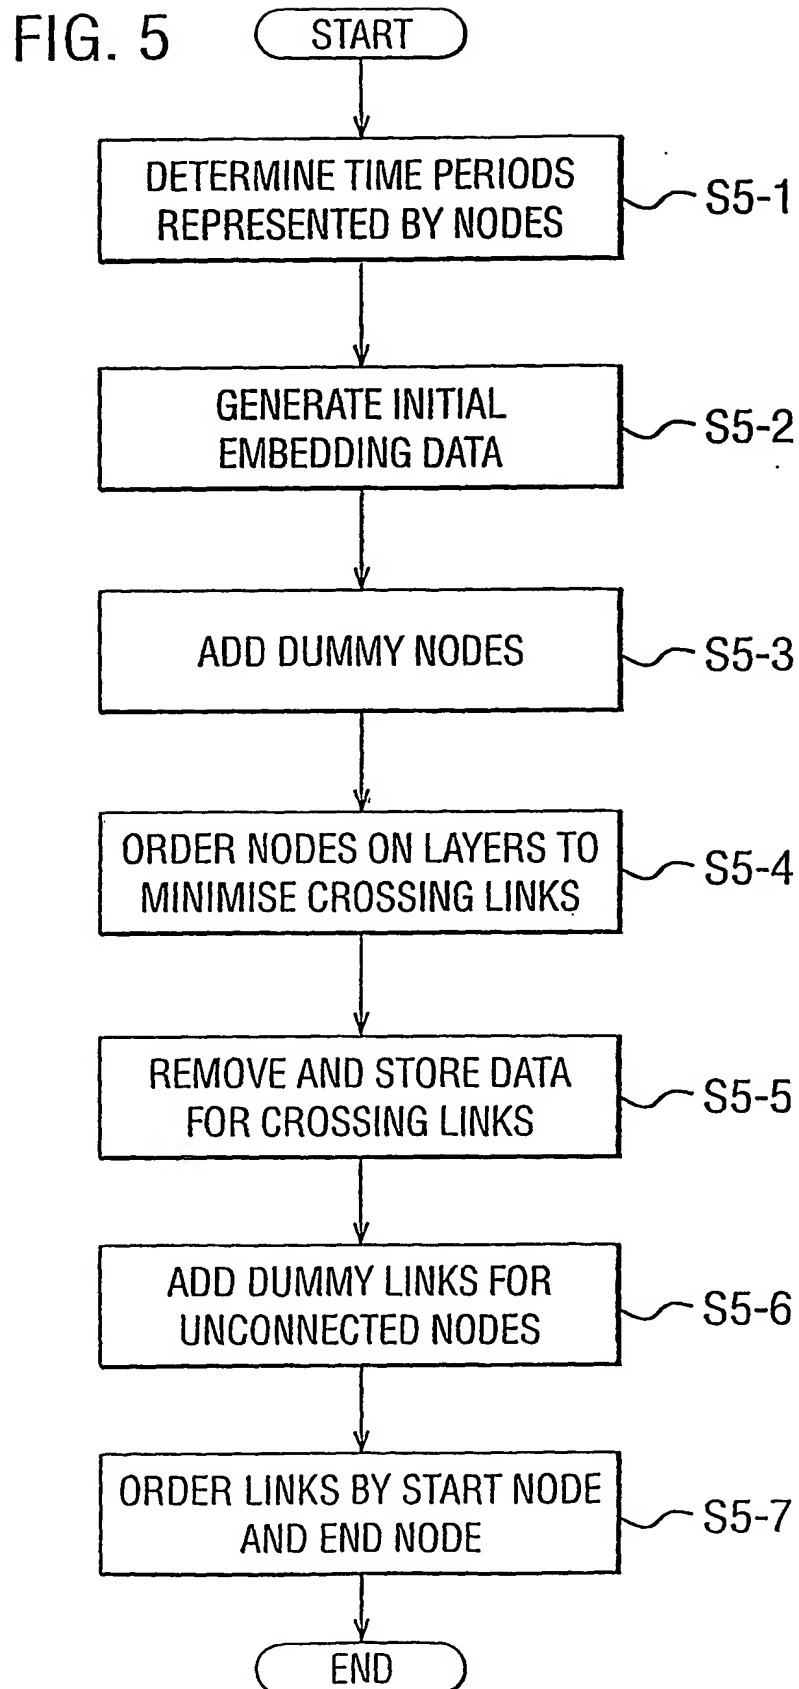 FIG. 5
START
DETERMINE TIME PERIODS
REPRESENTED BY NODES
S5-1
GENERATE INITIAL
EMBEDDING DATA
S5-2
ADD DUMMY NODES
S5-3
ORDER NODES ON LAYERS TO
MINIMISE CROSSING LINKS
S5-4
REMOVE AND STORE DATA
FOR CROSSING LINKS
S5-5
ADD DUMMY LINKS FOR
UNCONNECTED NODES
S5-6
ORDER LINKS BY START NODE
AND END NODE
S5-7
END